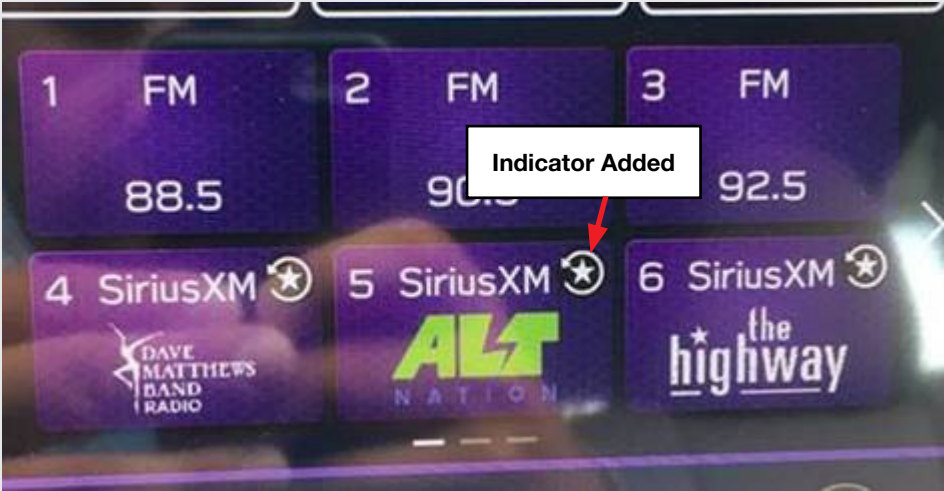 1 FM
88.5
2 FM
3 FM
92.5
Indicator Added
4 SiriusXM
DAVE
MATTHEWS
BAND
RADIO
5 SiriusXM
ALT
NATION
6 SiriusXM
the
highway